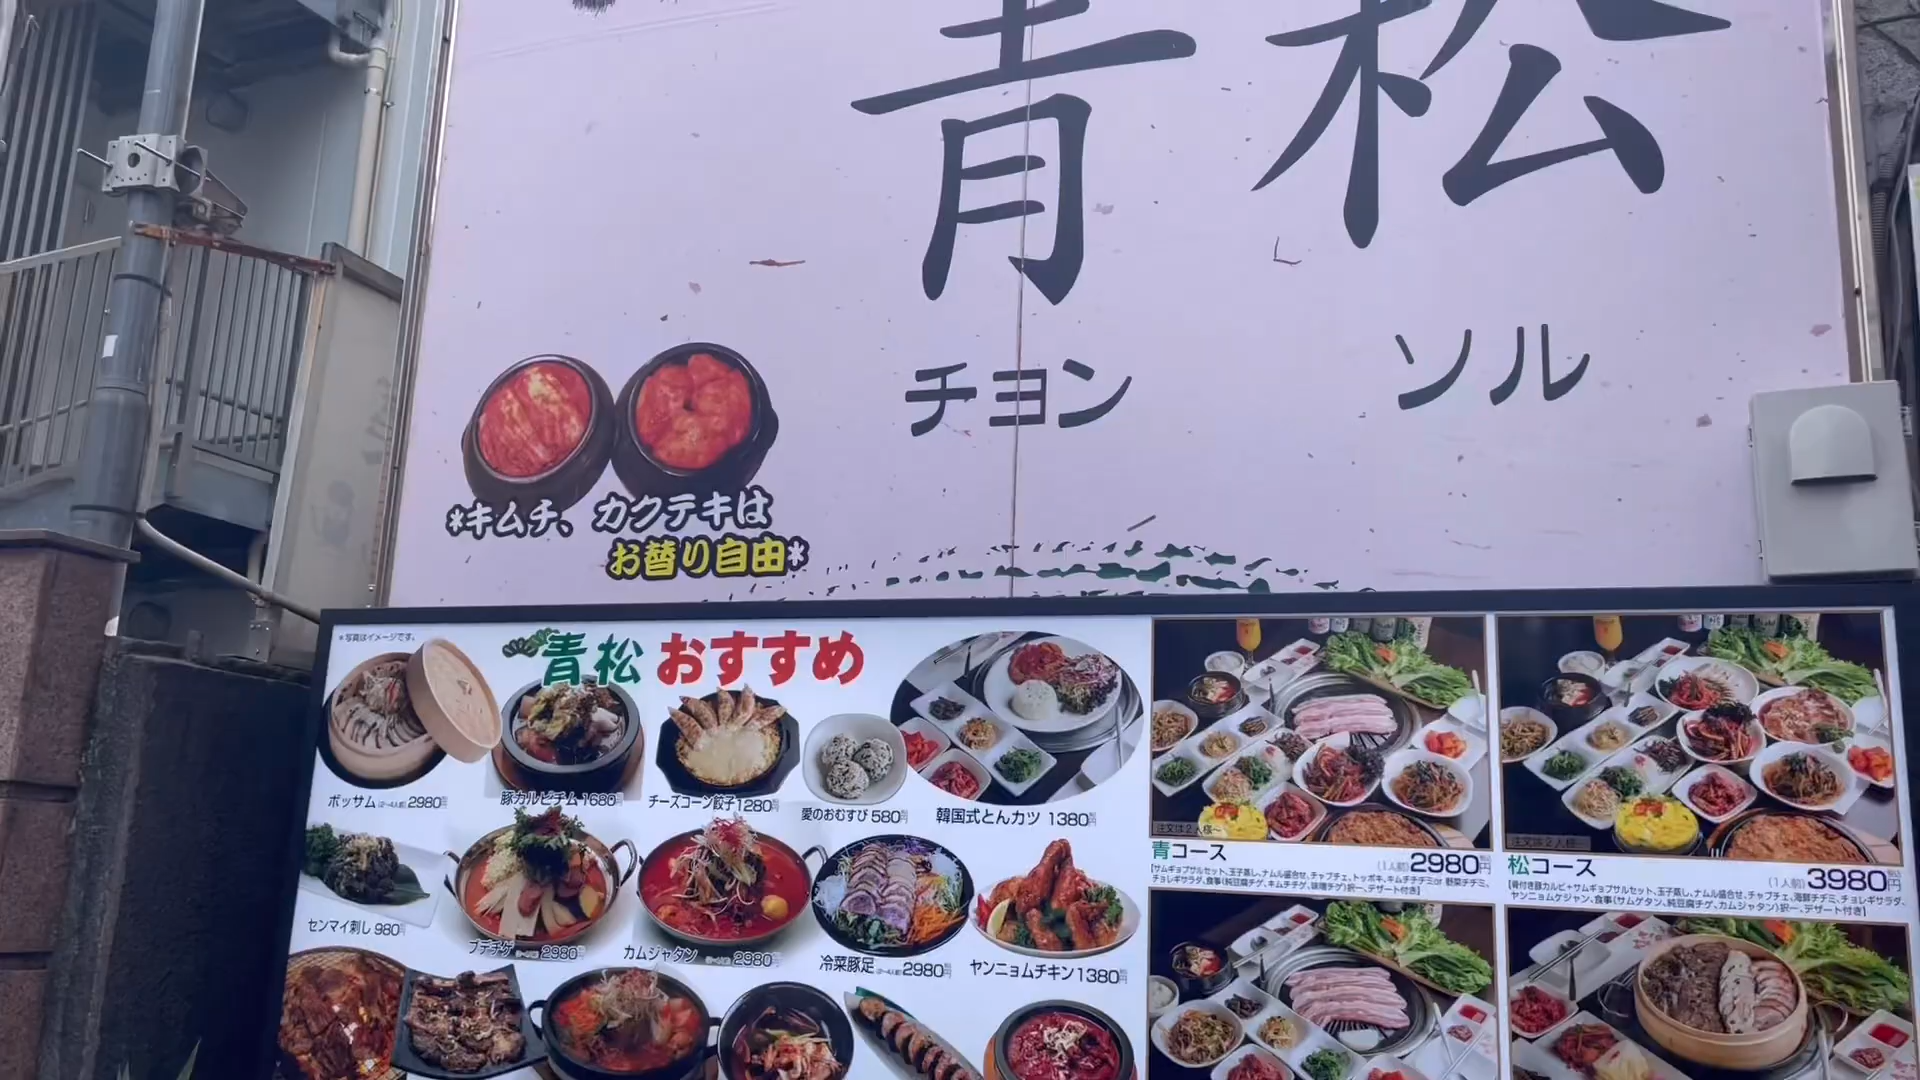 青松
チョン ソル
*キムチ、カクテキは
お替り自由*
*写真はイメージです。
青松 おすすめ
ボッサム(2~4人前)2980円
豚カルビチム 1680円
チーズコーン餃子1280円
愛のおむすび 580円
韓国式とんカツ 1380円
センマイ刺し 980円
プデチゲ 2980円
カムジャタン 2980円
冷菜豚足(2~4人前)2980円
ヤンニョムチキン1380円
注文は2人様~
青コース (1人前)2980円
【サムギョプサルセット、玉子蒸し、ナムル盛合せ、チャプチェ、トッポキ、キムチチヂミor 野菜チヂミ、
チョレギサラダ、食事(純豆腐チゲ、キムチチゲ、味噌チゲ)択一、デザート付き】
注文は2人様~
松コース (1人前)3980円
【骨付き豚カルビ+サムギョプサルセット、玉子蒸し、ナムル盛合せ、チャプチェ、海鮮チヂミ、チョレギサラダ、
ヤンニョムケジャン、食事(サムゲタン、純豆腐チゲ、カムジャタン)択一、デザート付き】